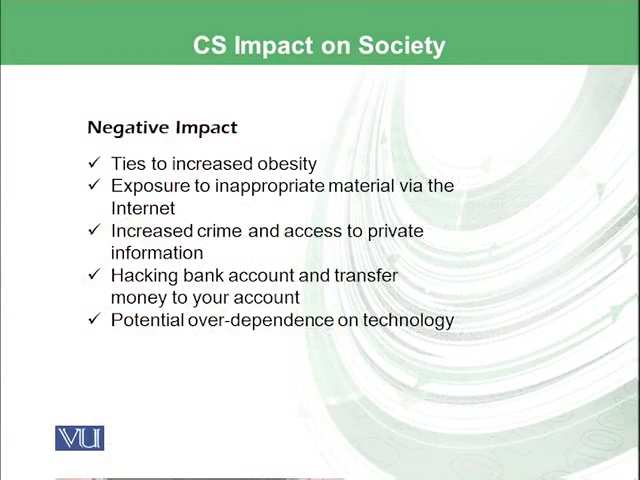 CS Impact on Society
Negative Impact
✓ Ties to increased obesity
✓ Exposure to inappropriate material via the
Internet
✓ Increased crime and access to private
information
✓ Hacking bank account and transfer
money to your account
✓ Potential over-dependence on technology
VU